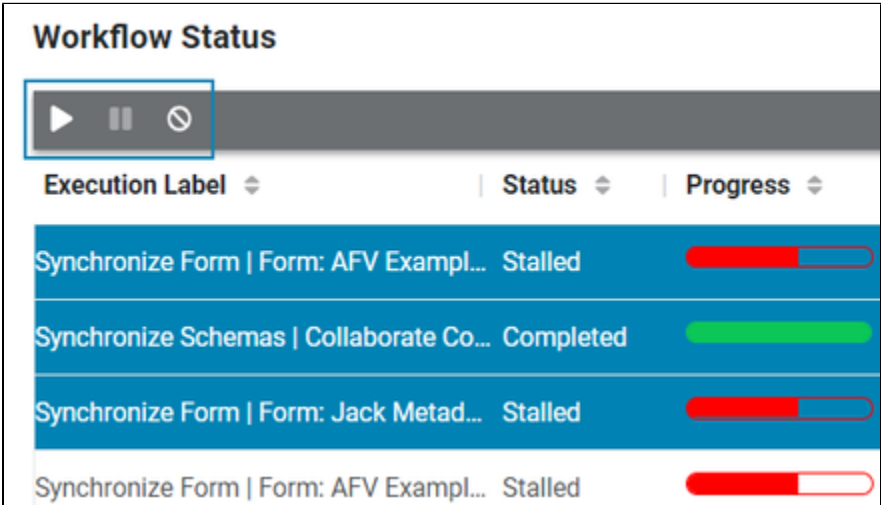 Workflow Status
Execution Label Status Progress
Synchronize Form | Form: AFV Exampl... Stalled
Synchronize Schemas | Collaborate Co... Completed
Synchronize Form | Form: Jack Metad... Stalled
Synchronize Form | Form: AFV Exampl... Stalled